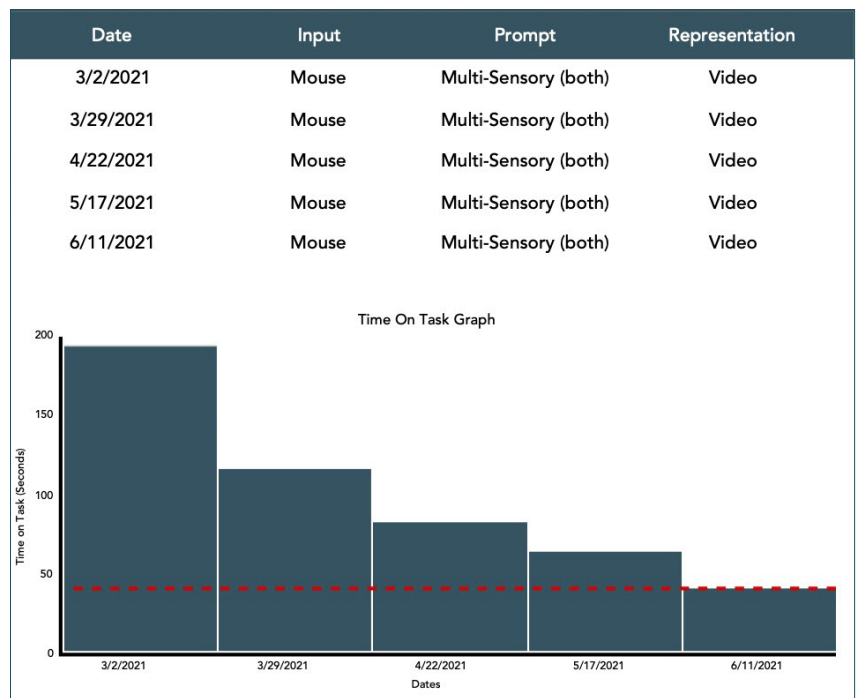 Date Input Prompt Representation
3/2/2021 Mouse Multi-Sensory (both) Video
3/29/2021 Mouse Multi-Sensory (both) Video
4/22/2021 Mouse Multi-Sensory (both) Video
5/17/2021 Mouse Multi-Sensory (both) Video
6/11/2021 Mouse Multi-Sensory (both) Video
Time On Task Graph
200
150
100
50
0
Time on Task (Seconds)
3/2/2021 3/29/2021 4/22/2021 5/17/2021 6/11/2021
Dates